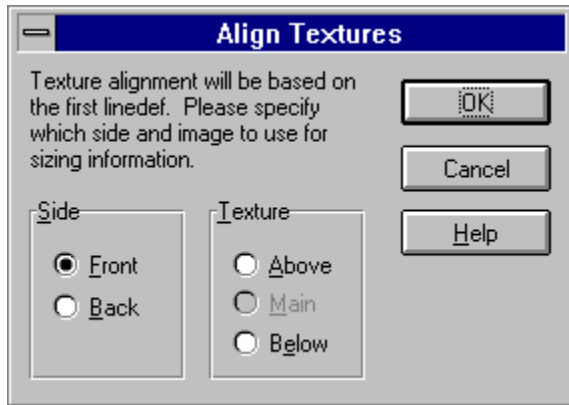 Align Textures
Texture alignment will be based on
the first linedef.  Please specify
which side and image to use for
sizing information.
OK
Cancel
Help
Side
Front
Back
Texture
Above
Main
Below